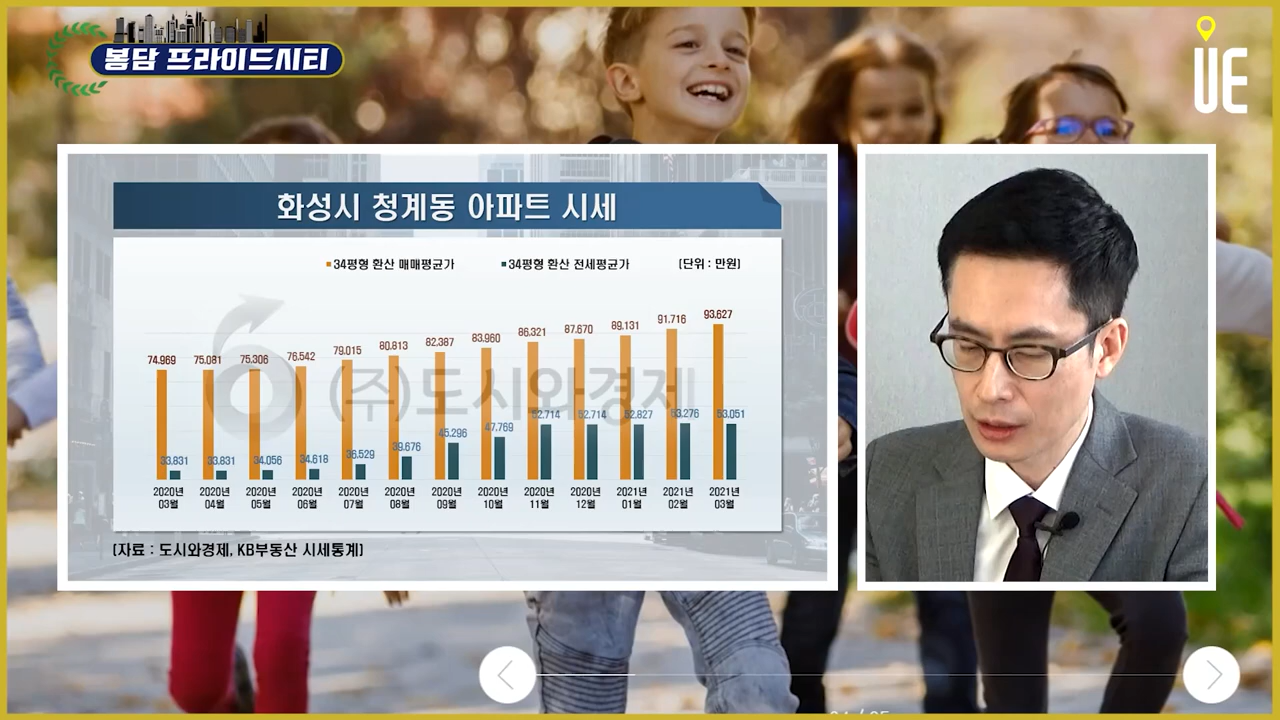 봉담 프라이드시티
UE
화성시 청계동 아파트 시세
34평형 환산 매매평균가 34평형 환산 전세평균가 (단위 : 만원)
74.969 75.081 75.306 76.542 79.015 80.813 82.387 83.960 86.321 87.670 89.131 91.716 93.627
33.831 33.831 34.056 34.618 36.529 39.676 45.296 47.769 52.714 52.714 52.827 53.276 53.051
(주)도시와경제
2020년 2020년 2020년 2020년 2020년 2020년 2020년 2020년 2020년 2020년 2021년 2021년 2021년
03월 04월 05월 06월 07월 08월 09월 10월 11월 12월 01월 02월 03월
(자료 : 도시와경제, KB부동산 시세통계)